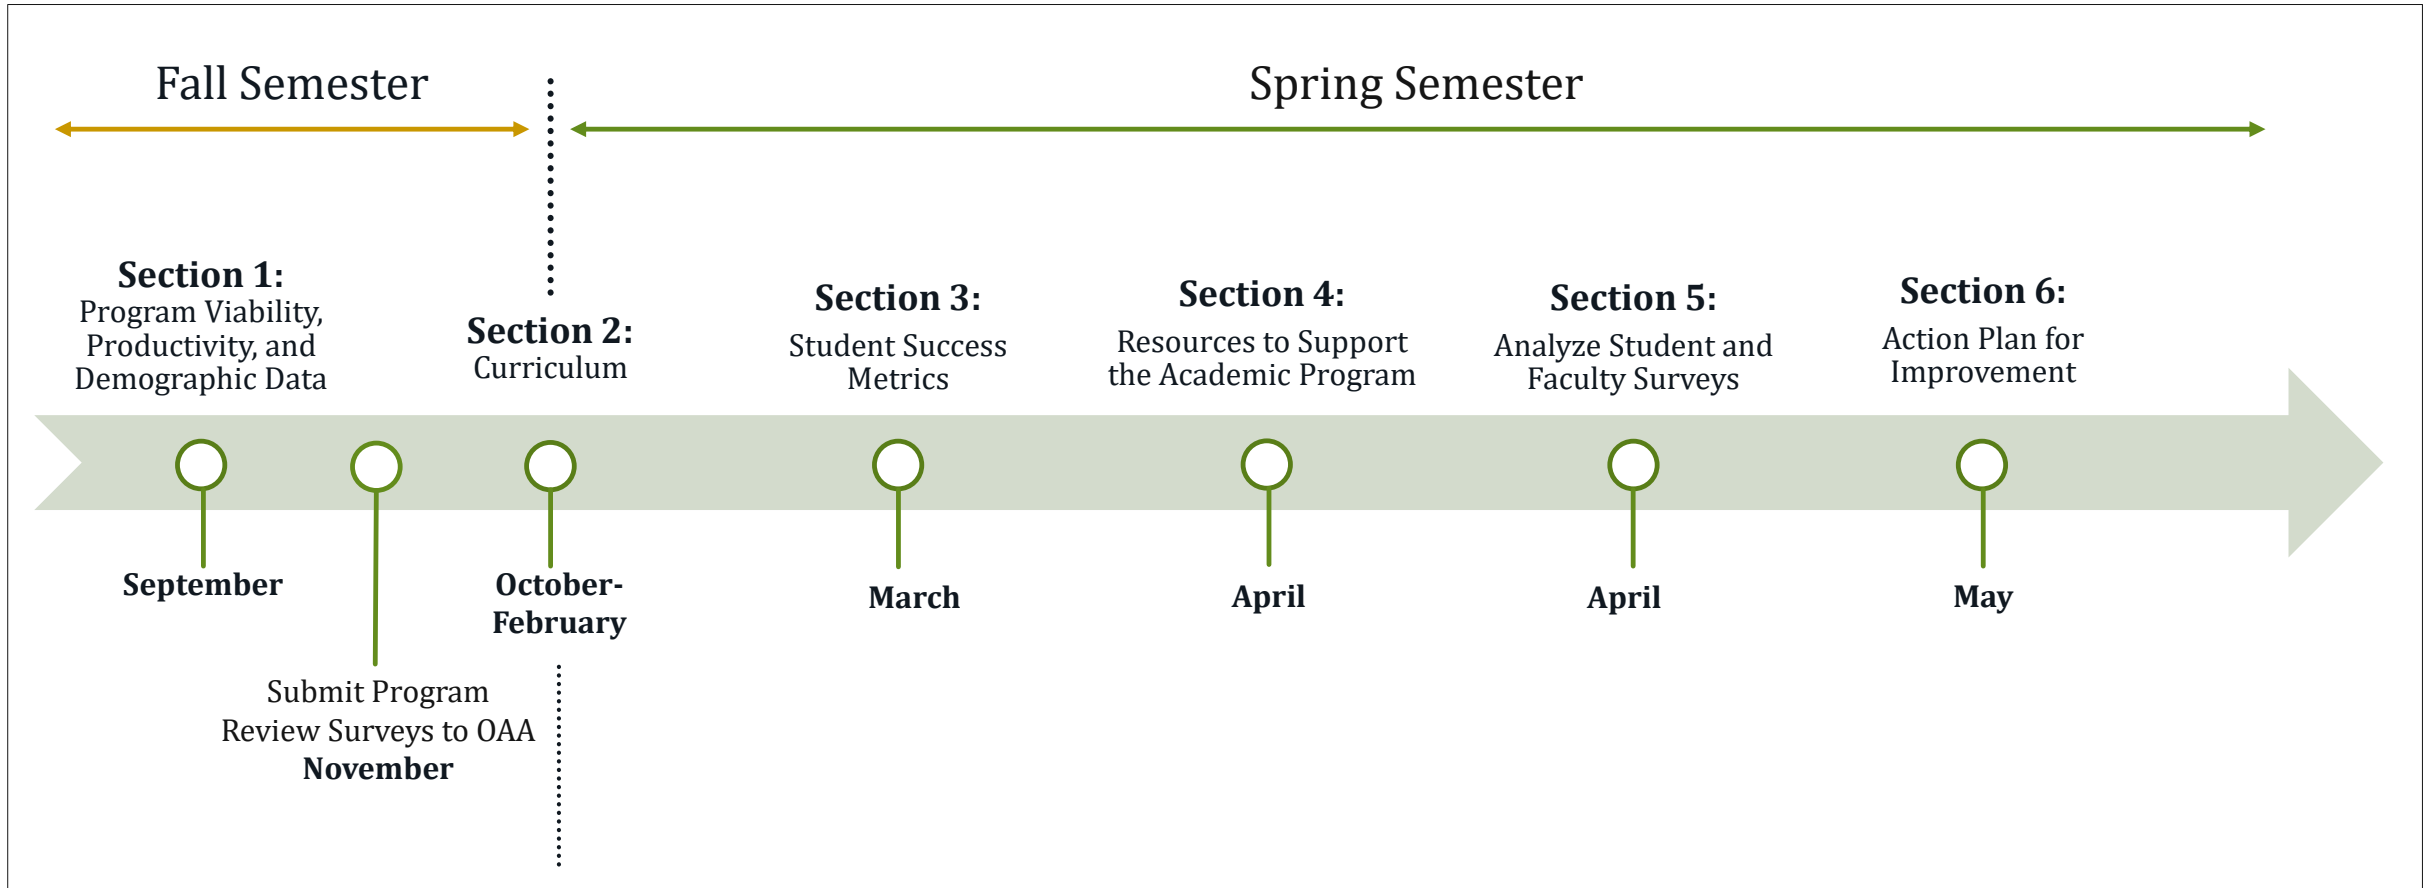 Fall Semester
Spring Semester
Section 1:
Program Viability,
Productivity, and
Demographic Data
Section 2:
Curriculum
Section 3:
Student Success
Metrics
Section 4:
Resources to Support
the Academic Program
Section 5:
Analyze Student and
Faculty Surveys
Section 6:
Action Plan for
Improvement
September
Submit Program
Review Surveys to OAA
November
October-
February
March
April
April
May